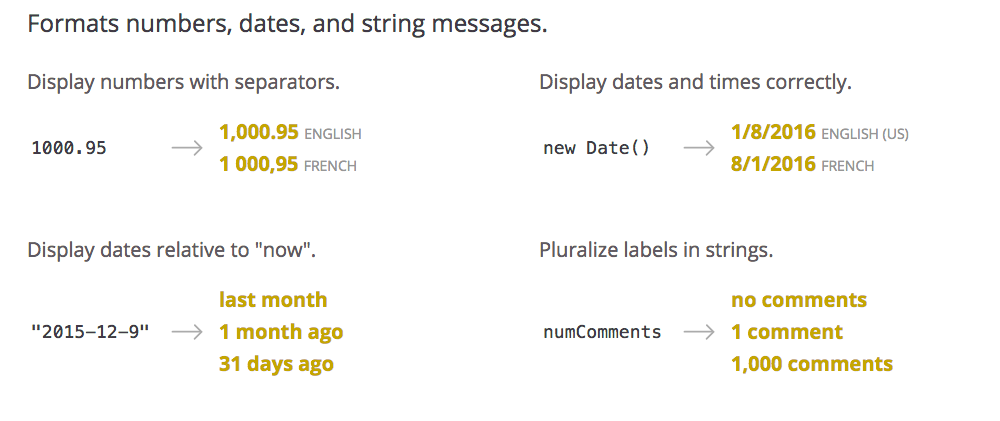 Formats numbers, dates, and string messages.
Display numbers with separators.
1000.95 → 1,000.95 ENGLISH
1 000,95 FRENCH
Display dates and times correctly.
new Date() → 1/8/2016 ENGLISH (US)
8/1/2016 FRENCH
Display dates relative to "now".
"2015-12-9" → last month
1 month ago
31 days ago
Pluralize labels in strings.
numComments → no comments
1 comment
1,000 comments